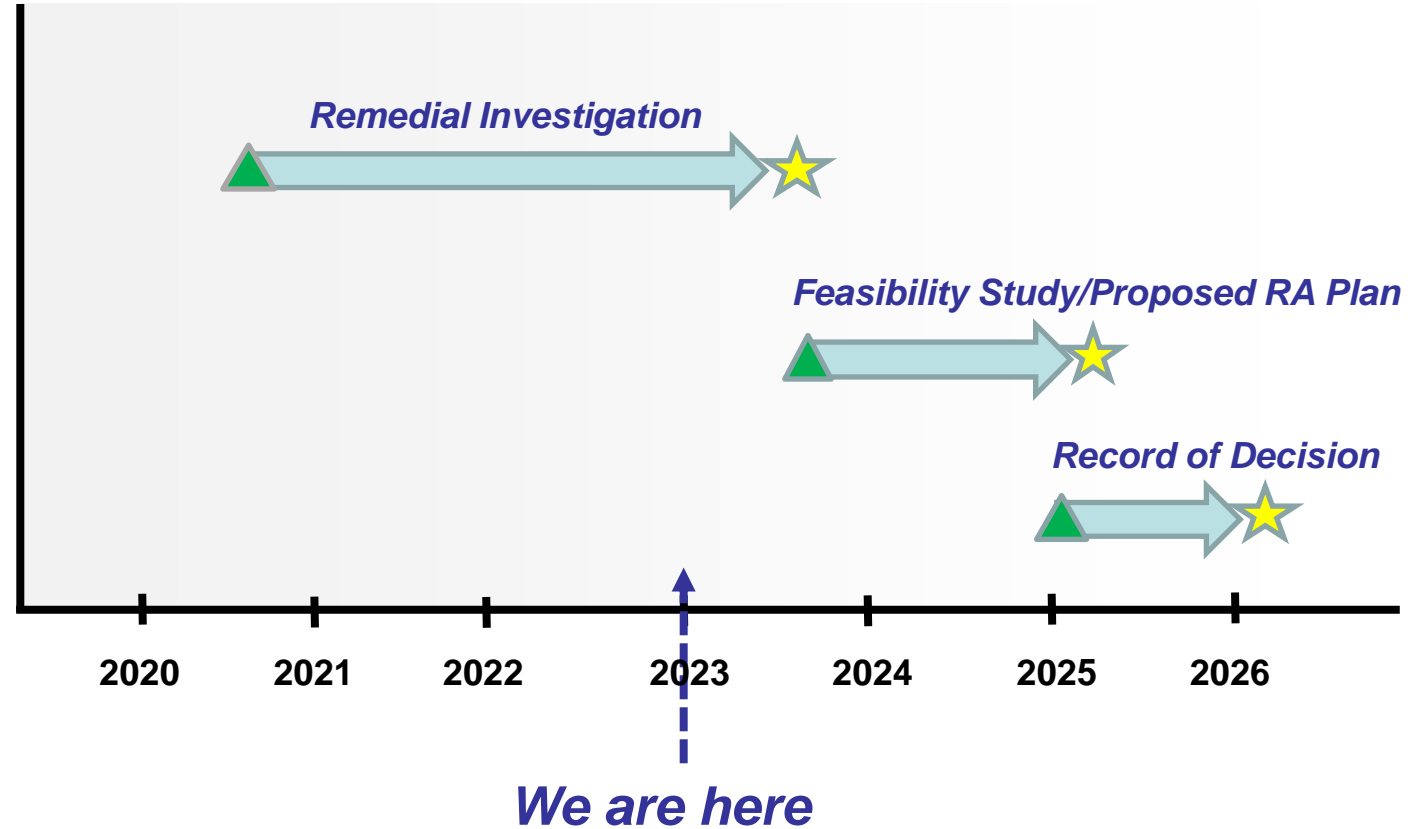 Remedial Investigation
Feasibility Study/Proposed RA Plan
Record of Decision
2020 2021 2022 2023 2024 2025 2026
We are here